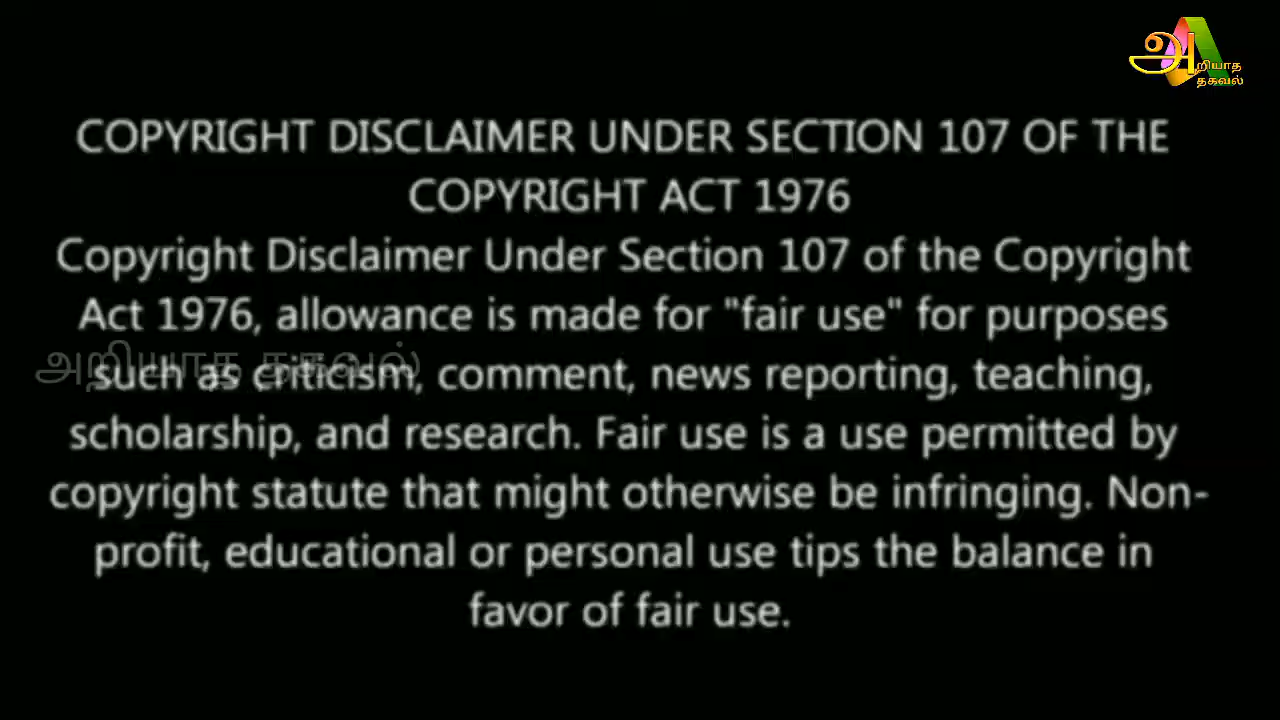 அறியாத
தகவல்
COPYRIGHT DISCLAIMER UNDER SECTION 107 OF THE
COPYRIGHT ACT 1976
Copyright Disclaimer Under Section 107 of the Copyright
Act 1976, allowance is made for "fair use" for purposes
அறியாத தகவல்
such as criticism, comment, news reporting, teaching,
scholarship, and research. Fair use is a use permitted by
copyright statute that might otherwise be infringing. Non-
profit, educational or personal use tips the balance in
favor of fair use.